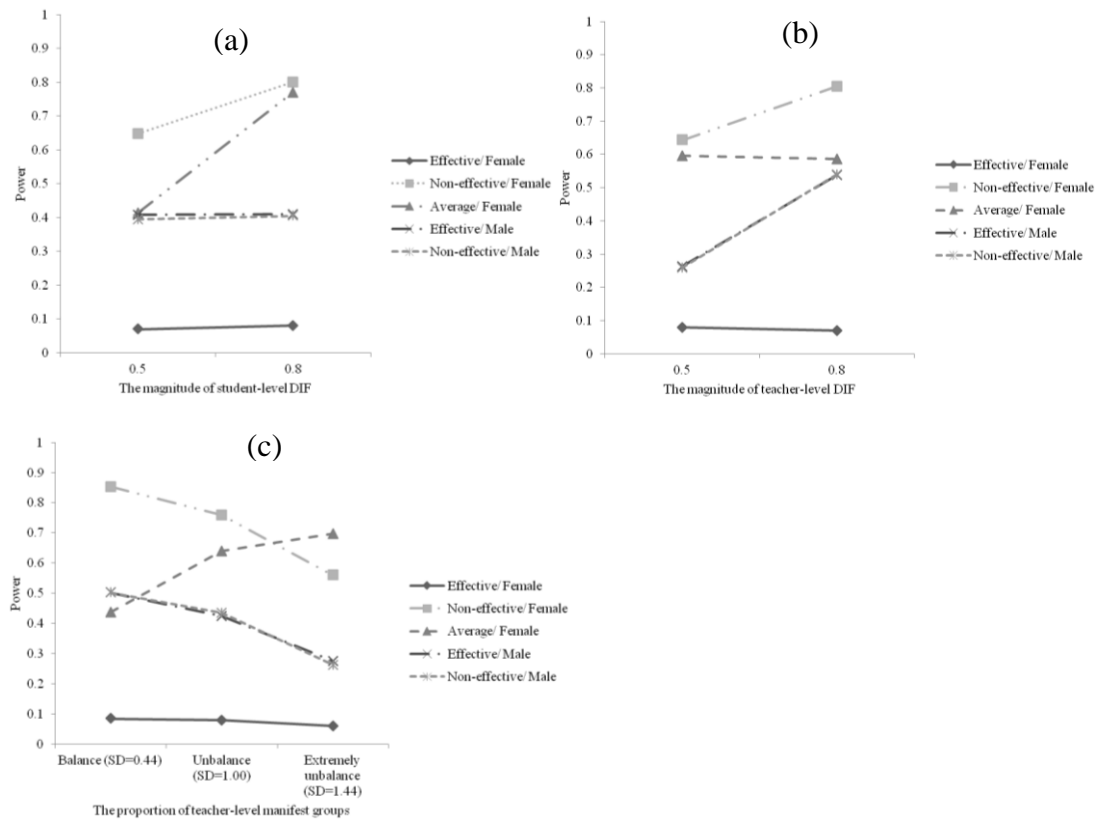 (a)
1
0.9
0.8
0.7
0.6
0.5
0.4
0.3
0.2
0.1
0
Power
0.5
0.8
The magnitude of student-level DIF
Effective/ Female
Non-effective/Female
Average/ Female
Effective/ Male
Non-effective/ Male
(b)
1
0.9
0.8
0.7
0.6
0.5
0.4
0.3
0.2
0.1
0
Power
0.5
0.8
The magnitude of teacher-level DIF
Effective/ Female
Non-effective/ Female
Average/ Female
Effective/ Male
Non-effective/ Male
(c)
1
0.9
0.8
0.7
0.6
0.5
0.4
0.3
0.2
0.1
0
Power
Balance (SD=0.44)
Unbalance
(SD=1.00)
Extremely
unbalance
(SD=1.44)
The proportion of teacher-level manifest groups
Effective/ Female
Non-effective/ Female
Average/ Female
Effective/ Male
Non-effective/ Male